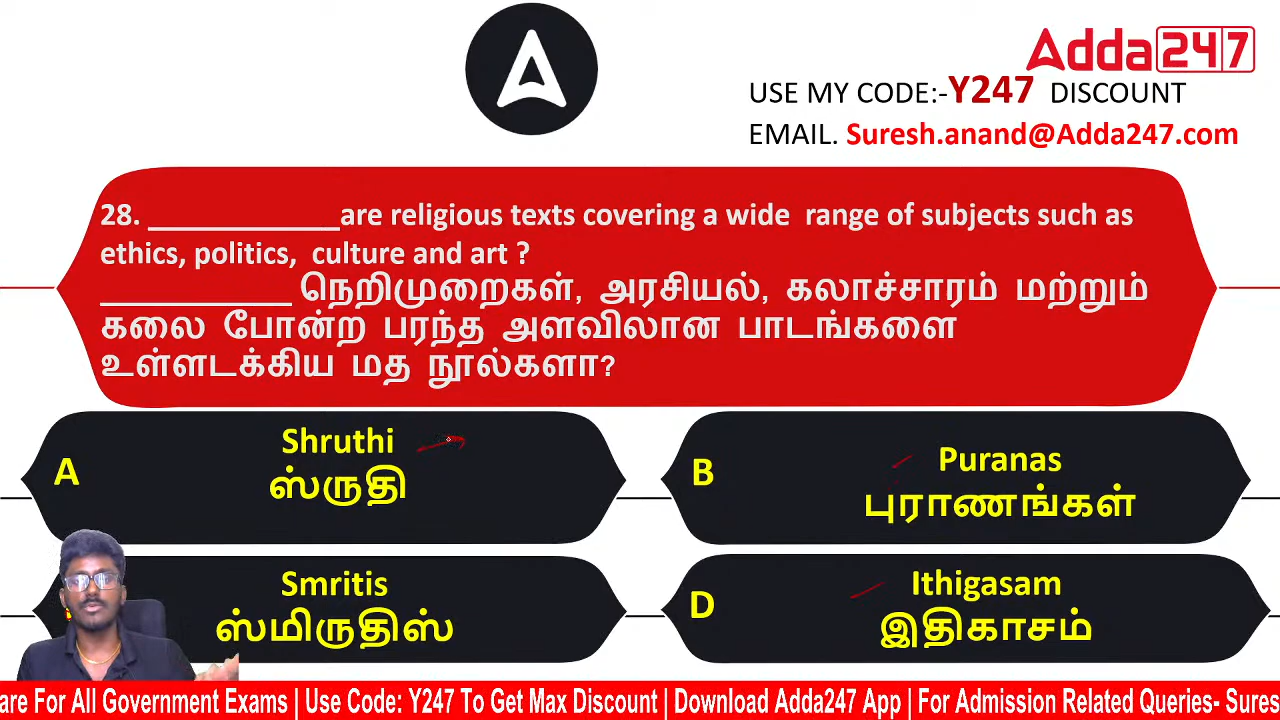 Adda247
USE MY CODE:-Y247 DISCOUNT
EMAIL. Suresh.anand@Adda247.com
28. _____________are religious texts covering a wide range of subjects such as
ethics, politics, culture and art ?
_____________ நெறிமுறைகள், அரசியல், கலாச்சாரம் மற்றும்
கலை போன்ற பரந்த அளவிலான பாடங்களை
உள்ளடக்கிய மத நூல்களா?
A
Shruthi
ஸ்ருதி
B
Puranas
புராணங்கள்
Smritis
ஸ்மிருதிஸ்
D
Ithigasam
இதிகாசம்
are For All Government Exams | Use Code: Y247 To Get Max Discount | Download Adda247 App | For Admission Related Queries- Sures